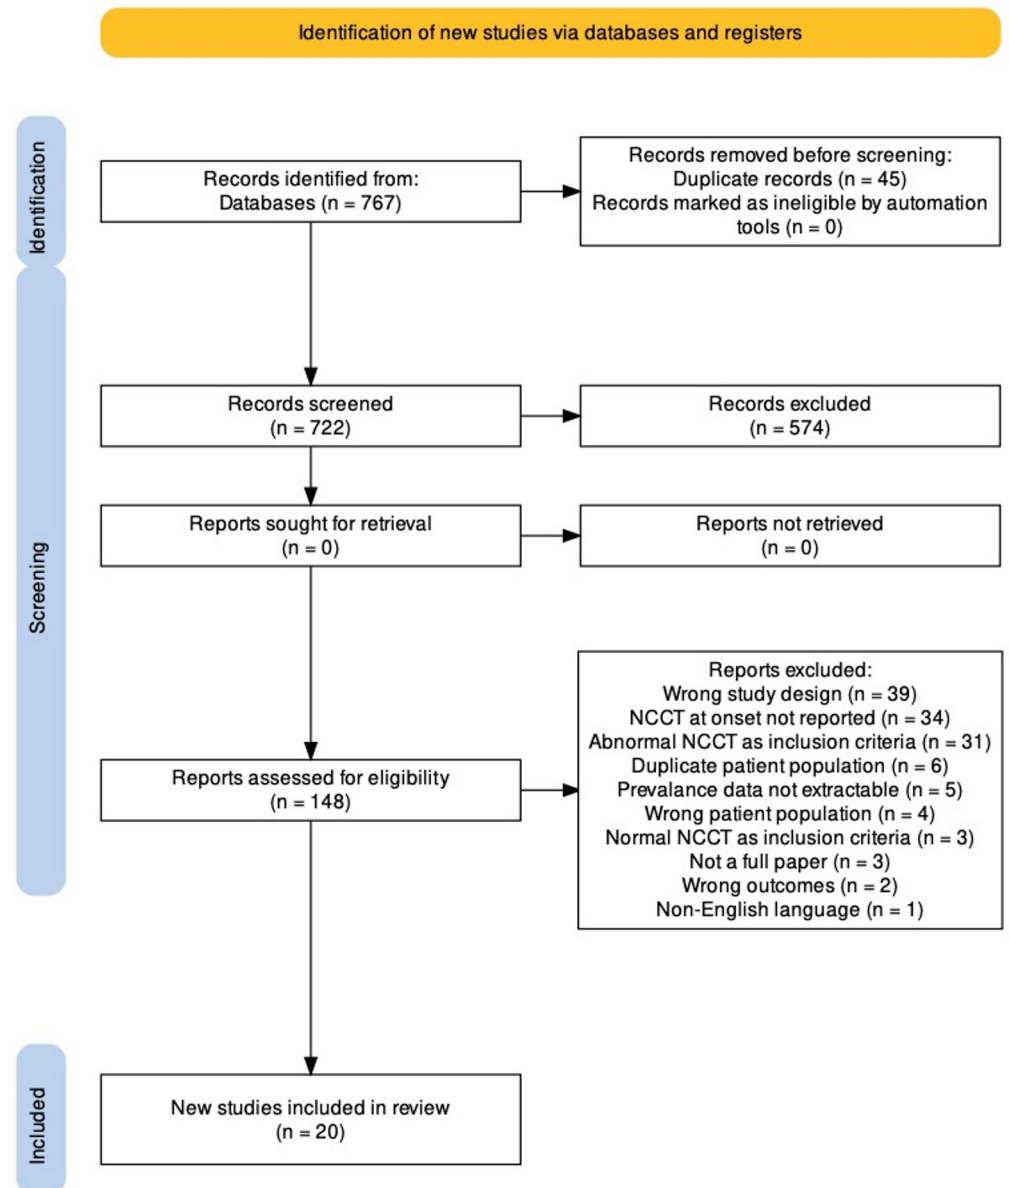 Identification of new studies via databases and registers
Identification
Records identified from:
Databases (n = 767)
Records removed before screening:
Duplicate records (n = 45)
Records marked as ineligible by automation
tools (n = 0)
Screening
Records screened
(n = 722)
Records excluded
(n = 574)
Reports sought for retrieval
(n = 0)
Reports not retrieved
(n = 0)
Reports assessed for eligibility
(n = 148)
Reports excluded:
Wrong study design (n = 39)
NCCT at onset not reported (n = 34)
Abnormal NCCT as inclusion criteria (n = 31)
Duplicate patient population (n = 6)
Prevalance data not extractable (n = 5)
Wrong patient population (n = 4)
Normal NCCT as inclusion criteria (n = 3)
Not a full paper (n = 3)
Wrong outcomes (n = 2)
Non-English language (n = 1)
Included
New studies included in review
(n = 20)